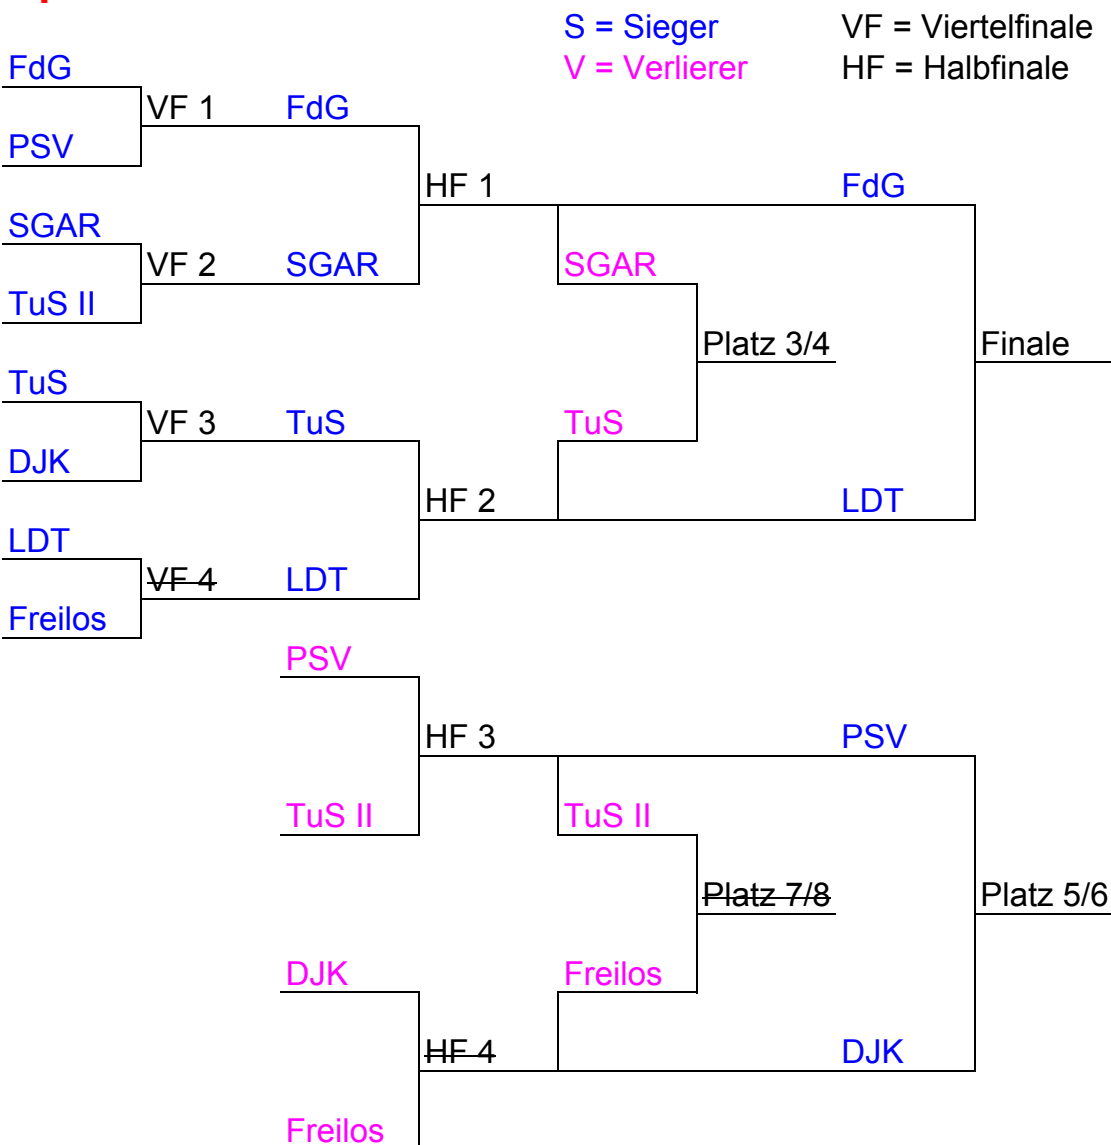 S = Sieger VF = Viertelfinale
V = Verlierer HF = Halbfinale
FdG
VF 1 FdG
PSV
HF 1 FdG
SGAR
VF 2 SGAR SGAR
TuS II
Platz 3/4 Finale
TuS
VF 3 TuS TuS
DJK
HF 2 LDT
LDT
VF 4 LDT
Freilos
PSV
HF 3 PSV
TuS II TuS II
Platz 7/8 Platz 5/6
DJK Freilos
HF 4 DJK
Freilos